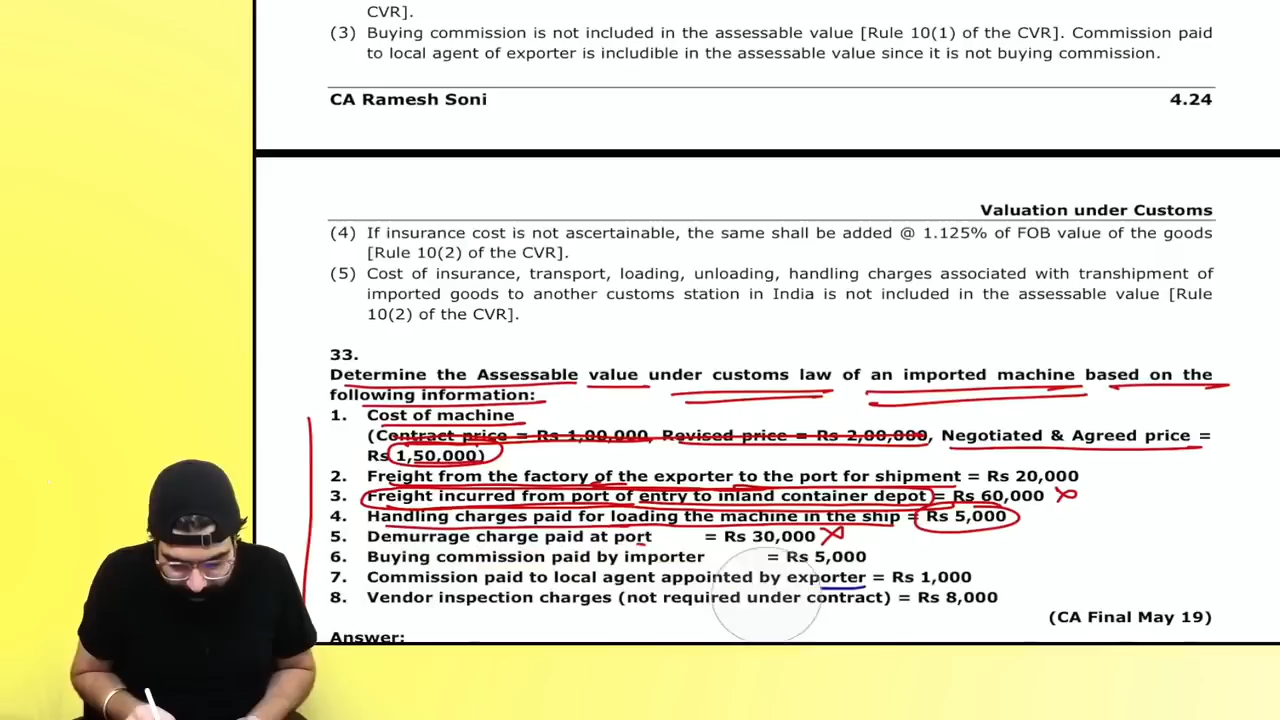 CVR].
(3) Buying commission is not included in the assessable value [Rule 10(1) of the CVR]. Commission paid
to local agent of exporter is includible in the assessable value since it is not buying commission.
CA Ramesh Soni 4.24
Valuation under Customs
(4) If insurance cost is not ascertainable, the same shall be added @ 1.125% of FOB value of the goods
[Rule 10(2) of the CVR].
(5) Cost of insurance, transport, loading, unloading, handling charges associated with transhipment of
imported goods to another customs station in India is not included in the assessable value [Rule
10(2) of the CVR].
33.
Determine the Assessable value under customs law of an imported machine based on the
following information:
1. Cost of machine
(Contract price = Rs 1,00,000, Revised price = Rs 2,00,000, Negotiated & Agreed price =
Rs 1,50,000)
2. Freight from the factory of the exporter to the port for shipment = Rs 20,000
3. Freight incurred from port of entry to inland container depot = Rs 60,000
4. Handling charges paid for loading the machine in the ship = Rs 5,000
5. Demurrage charge paid at port = Rs 30,000
6. Buying commission paid by importer = Rs 5,000
7. Commission paid to local agent appointed by exporter = Rs 1,000
8. Vendor inspection charges (not required under contract) = Rs 8,000
(CA Final May 19)
Answer: